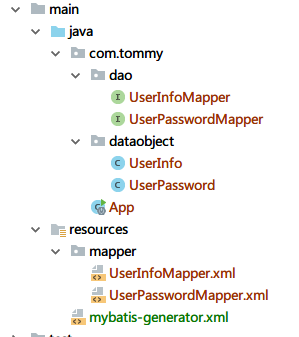 main
java
com.tommy
dao
UserInfoMapper
UserPasswordMapper
dataobject
UserInfo
UserPassword
App
resources
mapper
UserInfoMapper.xml
UserPasswordMapper.xml
mybatis-generator.xml